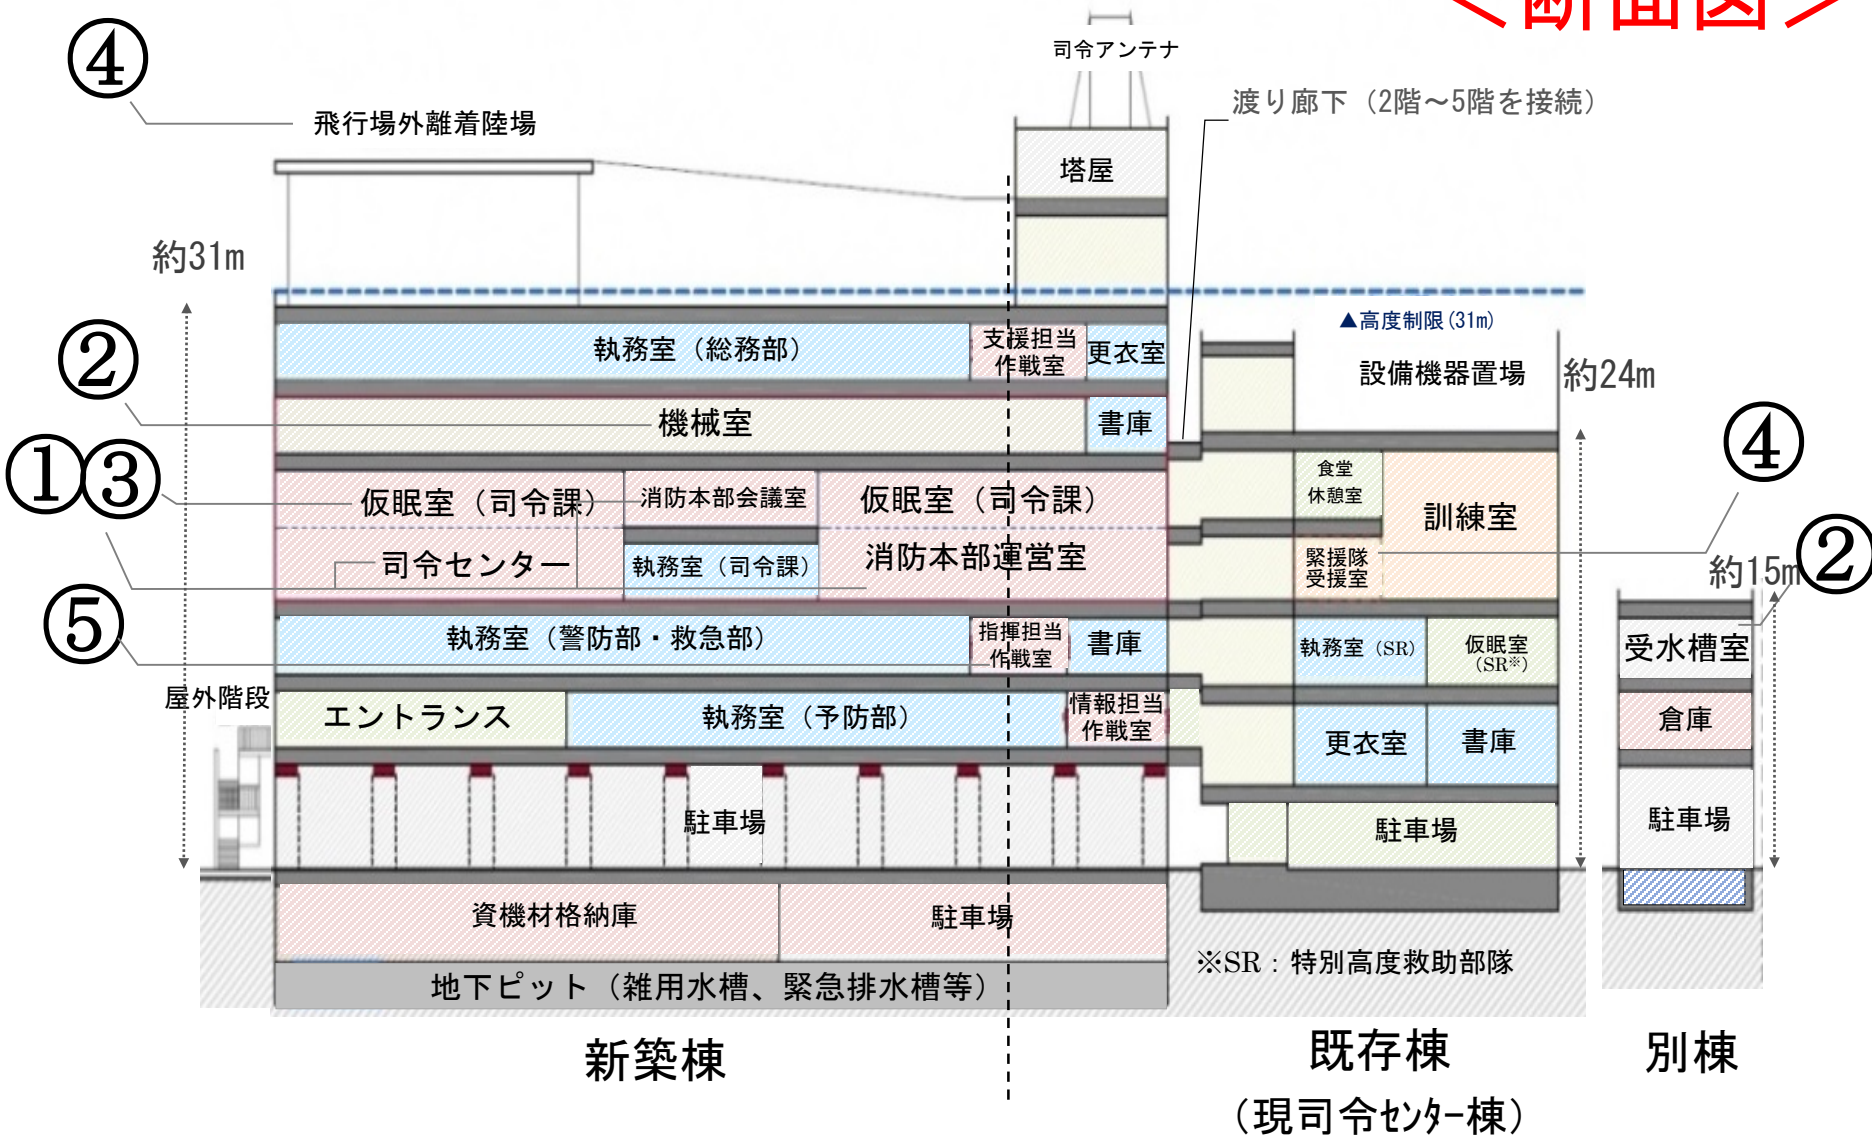 ＜断面図＞
④
司令アンテナ
飛行場外離着陸場
渡り廊下（2階～5階を接続）
塔屋
約31m
▲高度制限(31m)
執務室（総務部）
支援担当
作戦室
更衣室
設備機器置場
約24m
②
機械室
書庫
①③
仮眠室（司令課）
消防本部会議室
仮眠室（司令課）
食堂
休憩室
訓練室
④
司令センター
執務室（司令課）
消防本部運営室
緊援隊
受援室
約15m
②
⑤
執務室（警防部・救急部）
指揮担当
作戦室
書庫
執務室（SR）
仮眠室
（SR※）
受水槽室
屋外階段
エントランス
執務室（予防部）
情報担当
作戦室
更衣室
書庫
倉庫
駐車場
駐車場
駐車場
資機材格納庫
駐車場
地下ピット（雑用水槽、緊急排水槽等）
※SR：特別高度救助部隊
新築棟
既存棟
（現司令ｾﾝﾀｰ棟）
別棟